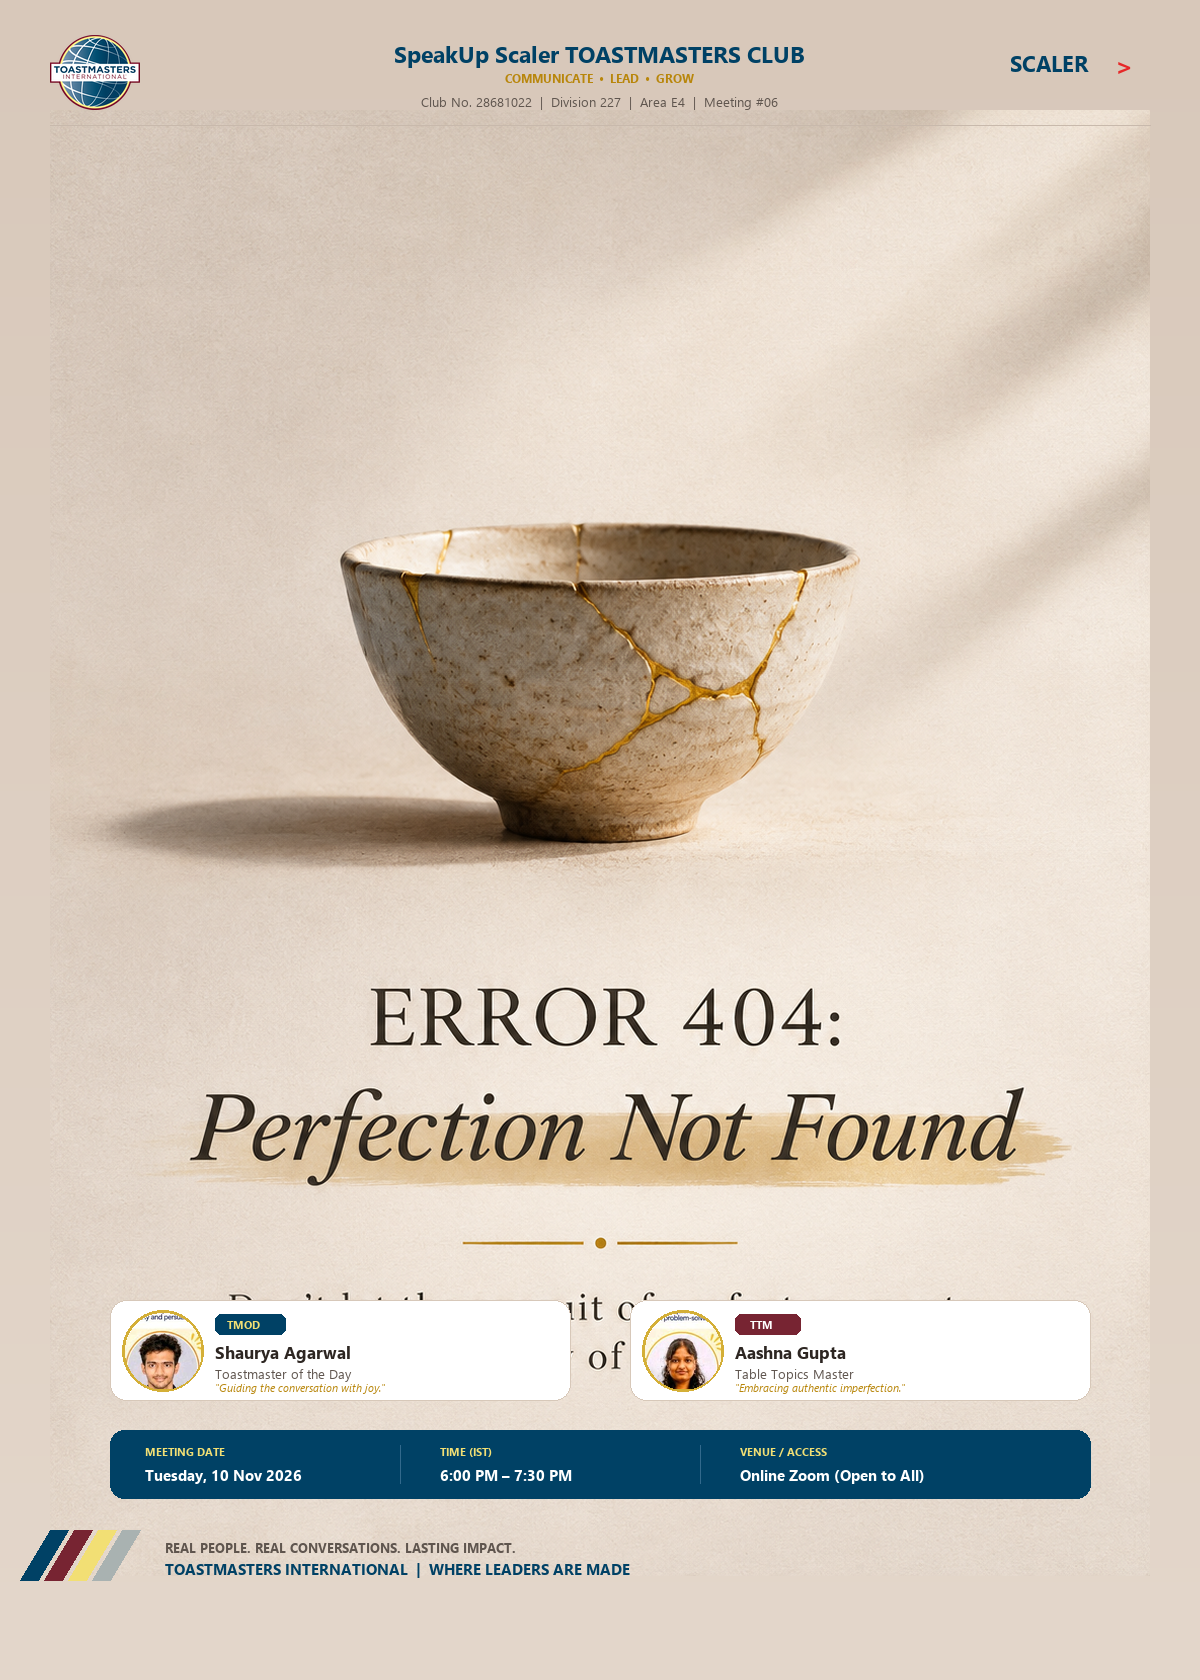 TOASTMASTERS
INTERNATIONAL
SpeakUp Scaler TOASTMASTERS CLUB
COMMUNICATE • LEAD • GROW
Club No. 28681022 | Division 227 | Area E4 | Meeting #06
SCALER >
ERROR 404:
Perfection Not Found
of
of
TMOD
Shaurya Agarwal
Toastmaster of the Day
"Guiding the conversation with joy."
problem-solv
TTM
Aashna Gupta
Table Topics Master
"Embracing authentic imperfection."
MEETING DATE
Tuesday, 10 Nov 2026
TIME (IST)
6:00 PM – 7:30 PM
VENUE / ACCESS
Online Zoom (Open to All)
REAL PEOPLE. REAL CONVERSATIONS. LASTING IMPACT.
TOASTMASTERS INTERNATIONAL | WHERE LEADERS ARE MADE